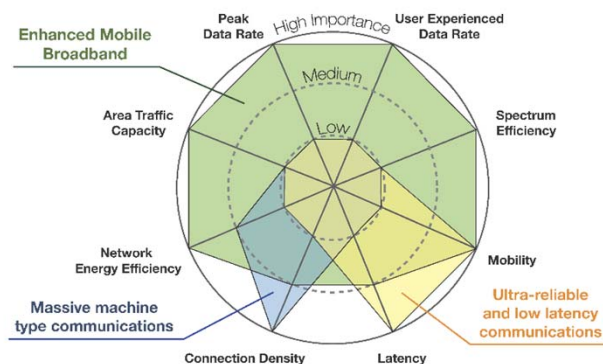 Peak
Data Rate
High Importance
User Experienced
Data Rate
Enhanced Mobile
Broadband
Medium
Area Traffic
Capacity
Low
Spectrum
Efficiency
Network
Energy Efficiency
Mobility
Massive machine
type communications
Ultra-reliable
and low latency
communications
Connection Density
Latency